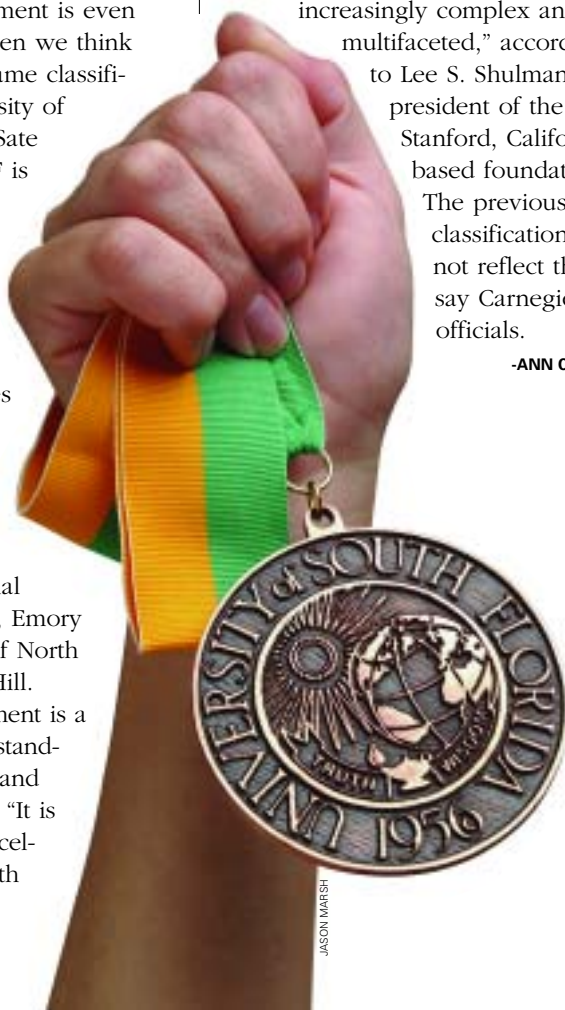 ment is even
en we think
ame classifi-
sity of
Sate
is
es
al
, Emory
f North
Hill.
ment is a
stand-
and
“It is
cel-
th
increasingly complex an
multifaceted,” accord
to Lee S. Shulman
president of the
Stanford, Califo
based foundat
The previous
classification
not reflect th
say Carnegie
officials.
-ANN C
UNIVERSITY of SOUTH FLORIDA
TRUTH WISDOM
1956
JASON MARSH